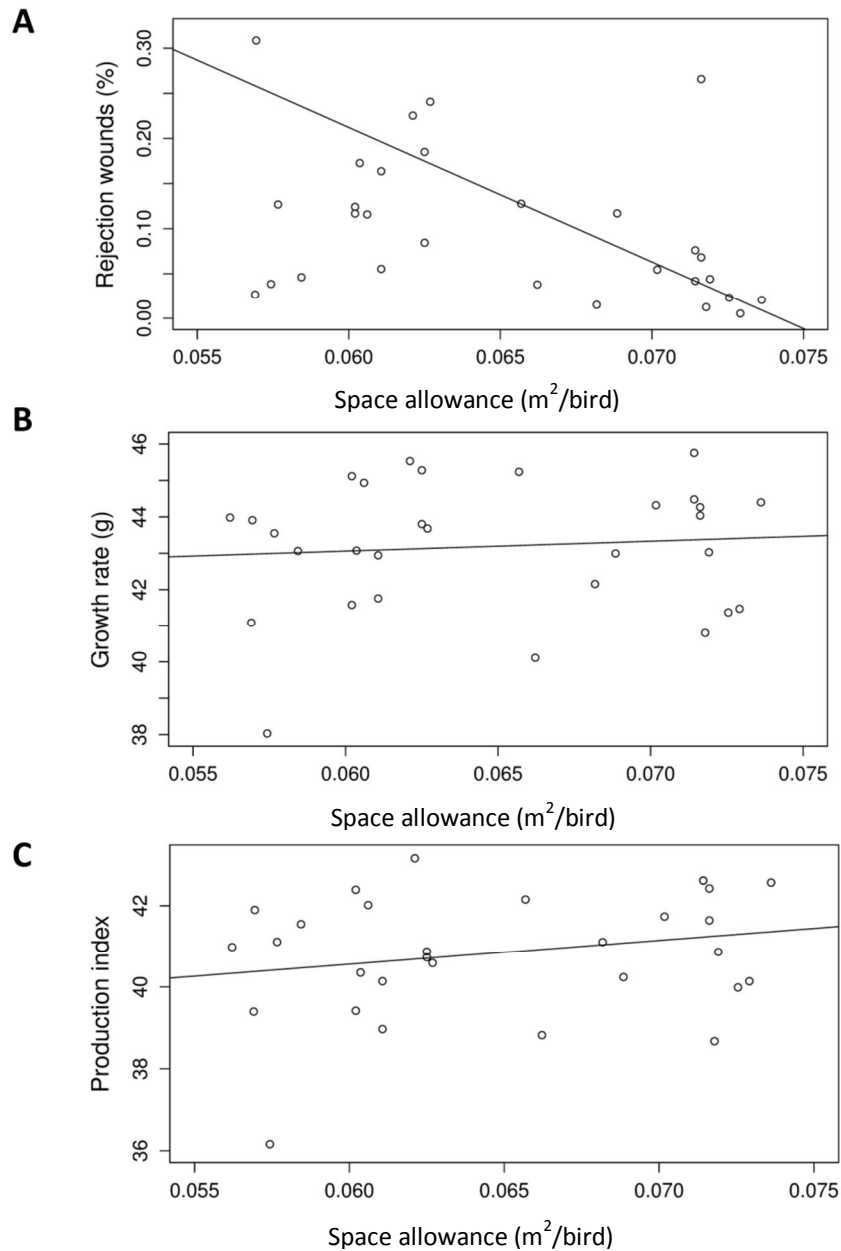 A
Rejection wounds (%)
0.30
0.20
0.10
0.00
0.055 0.060 0.065 0.070 0.075
Space allowance (m²/bird)
B
Growth rate (g)
46
44
42
40
38
0.055 0.060 0.065 0.070 0.075
Space allowance (m²/bird)
C
Production index
42
40
38
36
0.055 0.060 0.065 0.070 0.075
Space allowance (m²/bird)